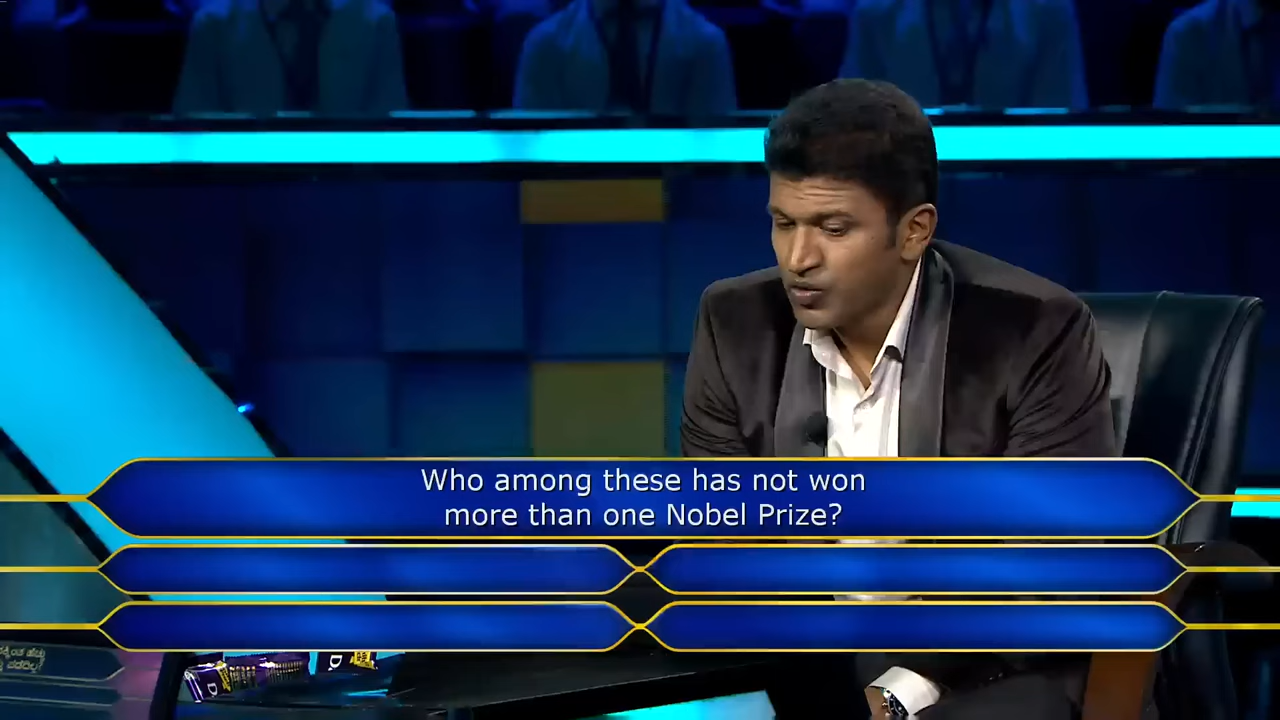 Who among these has not won
more than one Nobel Prize?
D.
D.